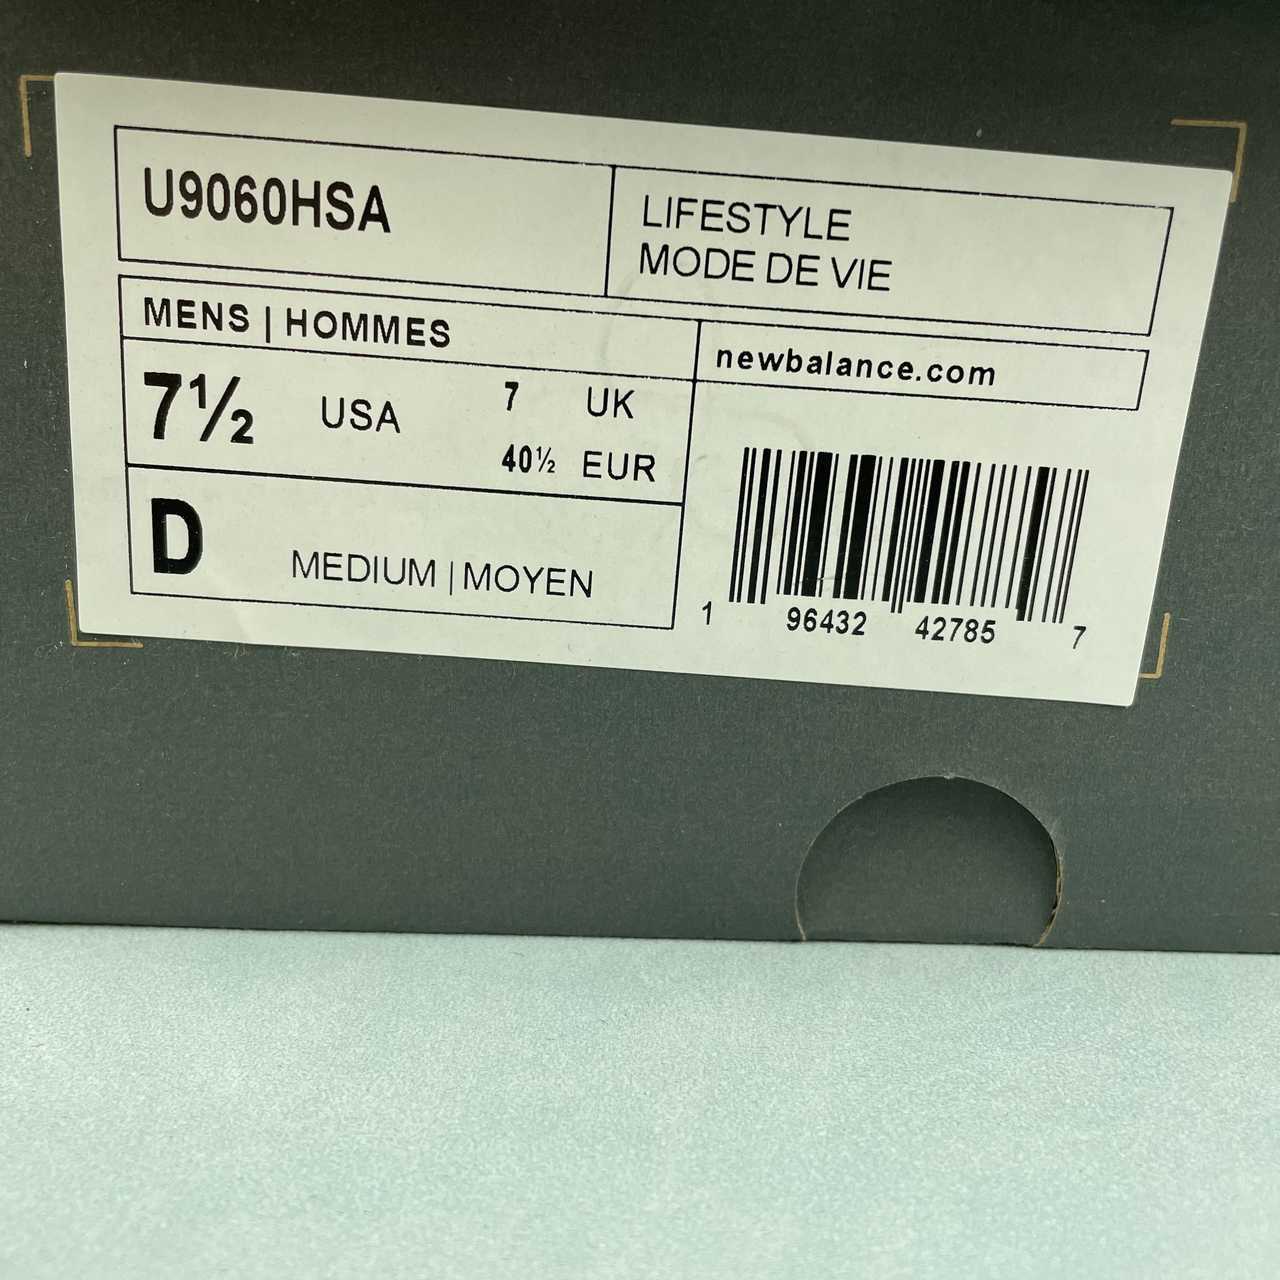 U9060HSA
LIFESTYLE
MODE DE VIE
MENS | HOMMES
newbalance.com
7½ USA 7 UK
40½ EUR
D MEDIUM | MOYEN
1 96432 42785 7